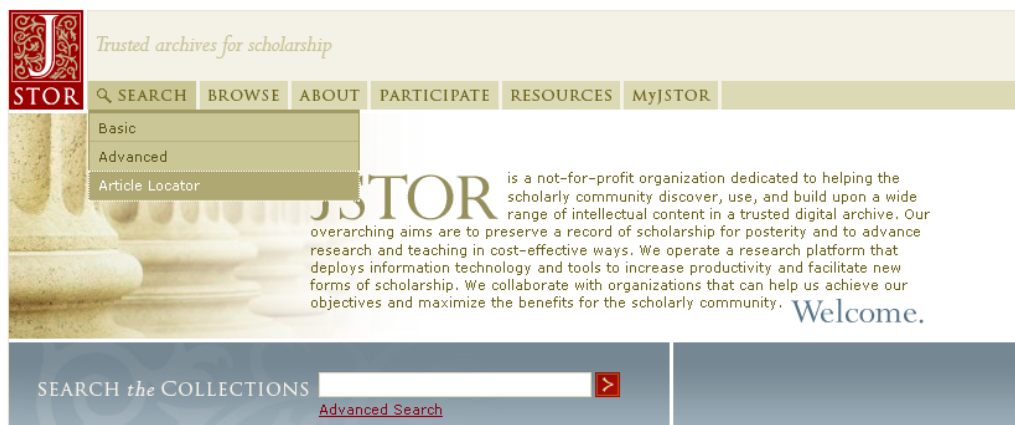 J
STOR
Trusted archives for scholarship
SEARCH BROWSE ABOUT PARTICIPATE RESOURCES MyJSTOR
Basic
Advanced
Article Locator
JSTOR is a not-for-profit organization dedicated to helping the
scholarly community discover, use, and build upon a wide
range of intellectual content in a trusted digital archive. Our
overarching aims are to preserve a record of scholarship for posterity and to advance
research and teaching in cost-effective ways. We operate a research platform that
deploys information technology and tools to increase productivity and facilitate new
forms of scholarship. We collaborate with organizations that can help us achieve our
objectives and maximize the benefits for the scholarly community. Welcome.
SEARCH the COLLECTIONS
Advanced Search